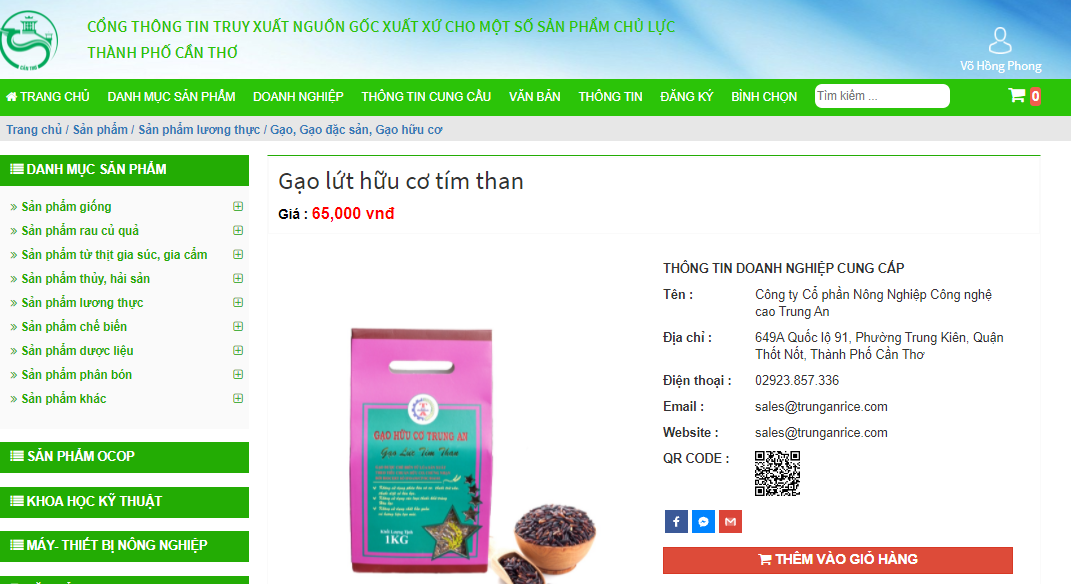 CỔNG THÔNG TIN TRUY XUẤT NGUỒN GỐC XUẤT XỨ CHO MỘT SỐ SẢN PHẨM CHỦ LỰC
THÀNH PHỐ CẦN THƠ
CẦN THƠ
Võ Hồng Phong
TRANG CHỦ DANH MỤC SẢN PHẨM DOANH NGHIỆP THÔNG TIN CUNG CẦU VĂN BẢN THÔNG TIN ĐĂNG KÝ BÌNH CHỌN Tìm kiếm ... 0
Trang chủ / Sản phẩm / Sản phẩm lương thực / Gạo, Gạo đặc sản, Gạo hữu cơ
DANH MỤC SẢN PHẨM
» Sản phẩm giống
» Sản phẩm rau củ quả
» Sản phẩm từ thịt gia súc, gia cầm
» Sản phẩm thủy, hải sản
» Sản phẩm lương thực
» Sản phẩm chế biến
» Sản phẩm dược liệu
» Sản phẩm phân bón
» Sản phẩm khác
SẢN PHẨM OCOP
KHOA HỌC KỸ THUẬT
MÁY- THIẾT BỊ NÔNG NGHIỆP
Gạo lứt hữu cơ tím than
Giá : 65,000 vnđ
GẠO HỮU CƠ TRUNG AN
Gạo Lứt Tím Than
Khối Lượng Tịnh
1KG
THÔNG TIN DOANH NGHIỆP CUNG CẤP
Tên : Công ty Cổ phần Nông Nghiệp Công nghệ
cao Trung An
Địa chỉ : 649A Quốc lộ 91, Phường Trung Kiên, Quận
Thốt Nốt, Thành Phố Cần Thơ
Điện thoại : 02923.857.336
Email : sales@trunganrice.com
Website : sales@trunganrice.com
QR CODE :
THÊM VÀO GIỎ HÀNG